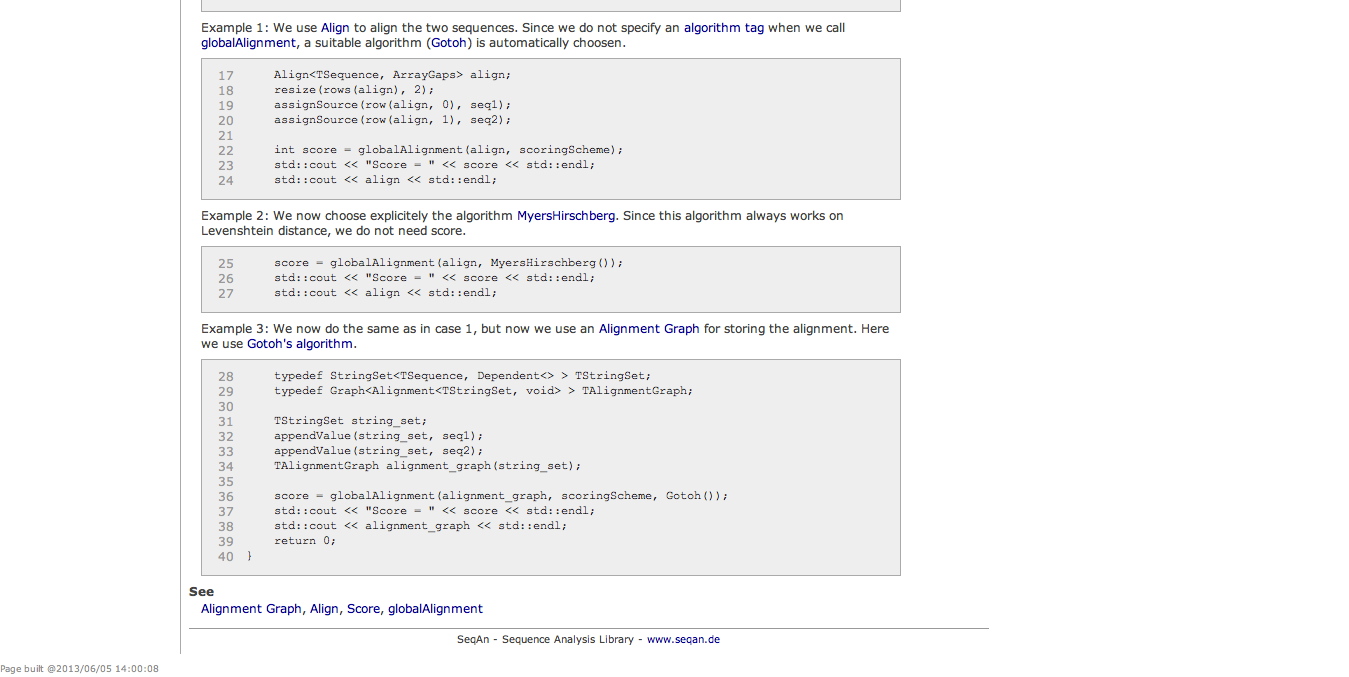 Example 1: We use Align to align the two sequences. Since we do not specify an algorithm tag when we call
globalAlignment, a suitable algorithm (Gotoh) is automatically choosen.
17 Align<TSequence, ArrayGaps> align;
18 resize(rows(align), 2);
19 assignSource(row(align, 0), seq1);
20 assignSource(row(align, 1), seq2);
21
22 int score = globalAlignment(align, scoringScheme);
23 std::cout << "Score = " << score << std::endl;
24 std::cout << align << std::endl;
Example 2: We now choose explicitely the algorithm MyersHirschberg. Since this algorithm always works on
Levenshtein distance, we do not need score.
25 score = globalAlignment(align, MyersHirschberg());
26 std::cout << "Score = " << score << std::endl;
27 std::cout << align << std::endl;
Example 3: We now do the same as in case 1, but now we use an Alignment Graph for storing the alignment. Here
we use Gotoh's algorithm.
28 typedef StringSet<TSequence, Dependent<> > TStringSet;
29 typedef Graph<Alignment<TStringSet, void> > TAlignmentGraph;
30
31 TStringSet string_set;
32 appendValue(string_set, seq1);
33 appendValue(string_set, seq2);
34 TAlignmentGraph alignment_graph(string_set);
35
36 score = globalAlignment(alignment_graph, scoringScheme, Gotoh());
37 std::cout << "Score = " << score << std::endl;
38 std::cout << alignment_graph << std::endl;
39 return 0;
40 }
See
Alignment Graph, Align, Score, globalAlignment
SeqAn - Sequence Analysis Library - www.seqan.de
Page built @2013/06/05 14:00:08